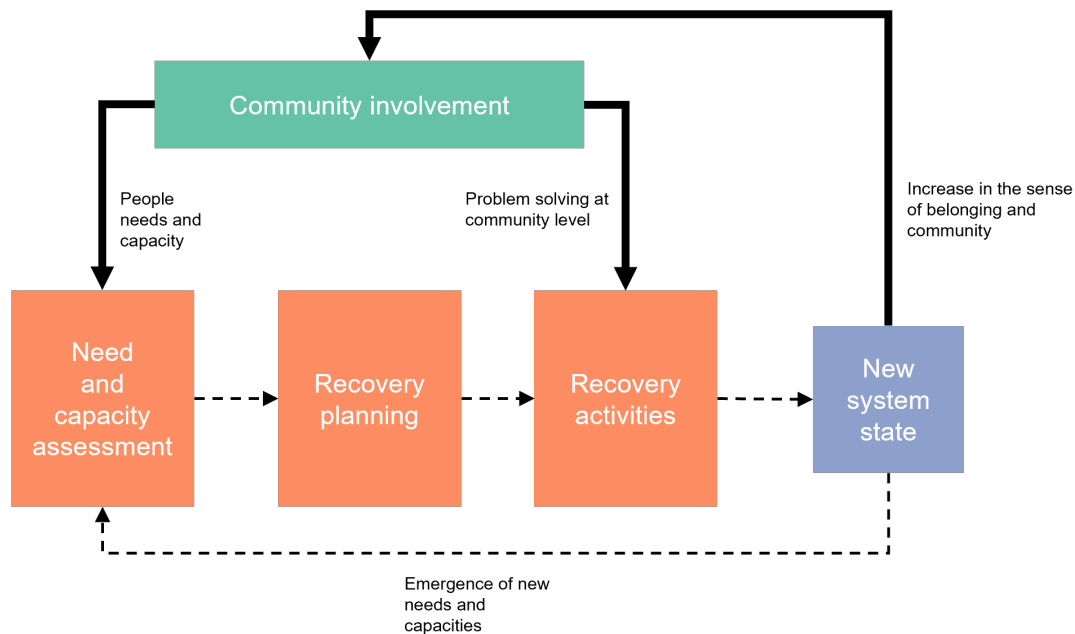 Community involvement
People
needs and
capacity
Problem solving at
community level
Increase in the sense
of belonging and
community
Need
and
capacity
assessment
Recovery
planning
Recovery
activities
New
system
state
Emergence of new
needs and
capacities